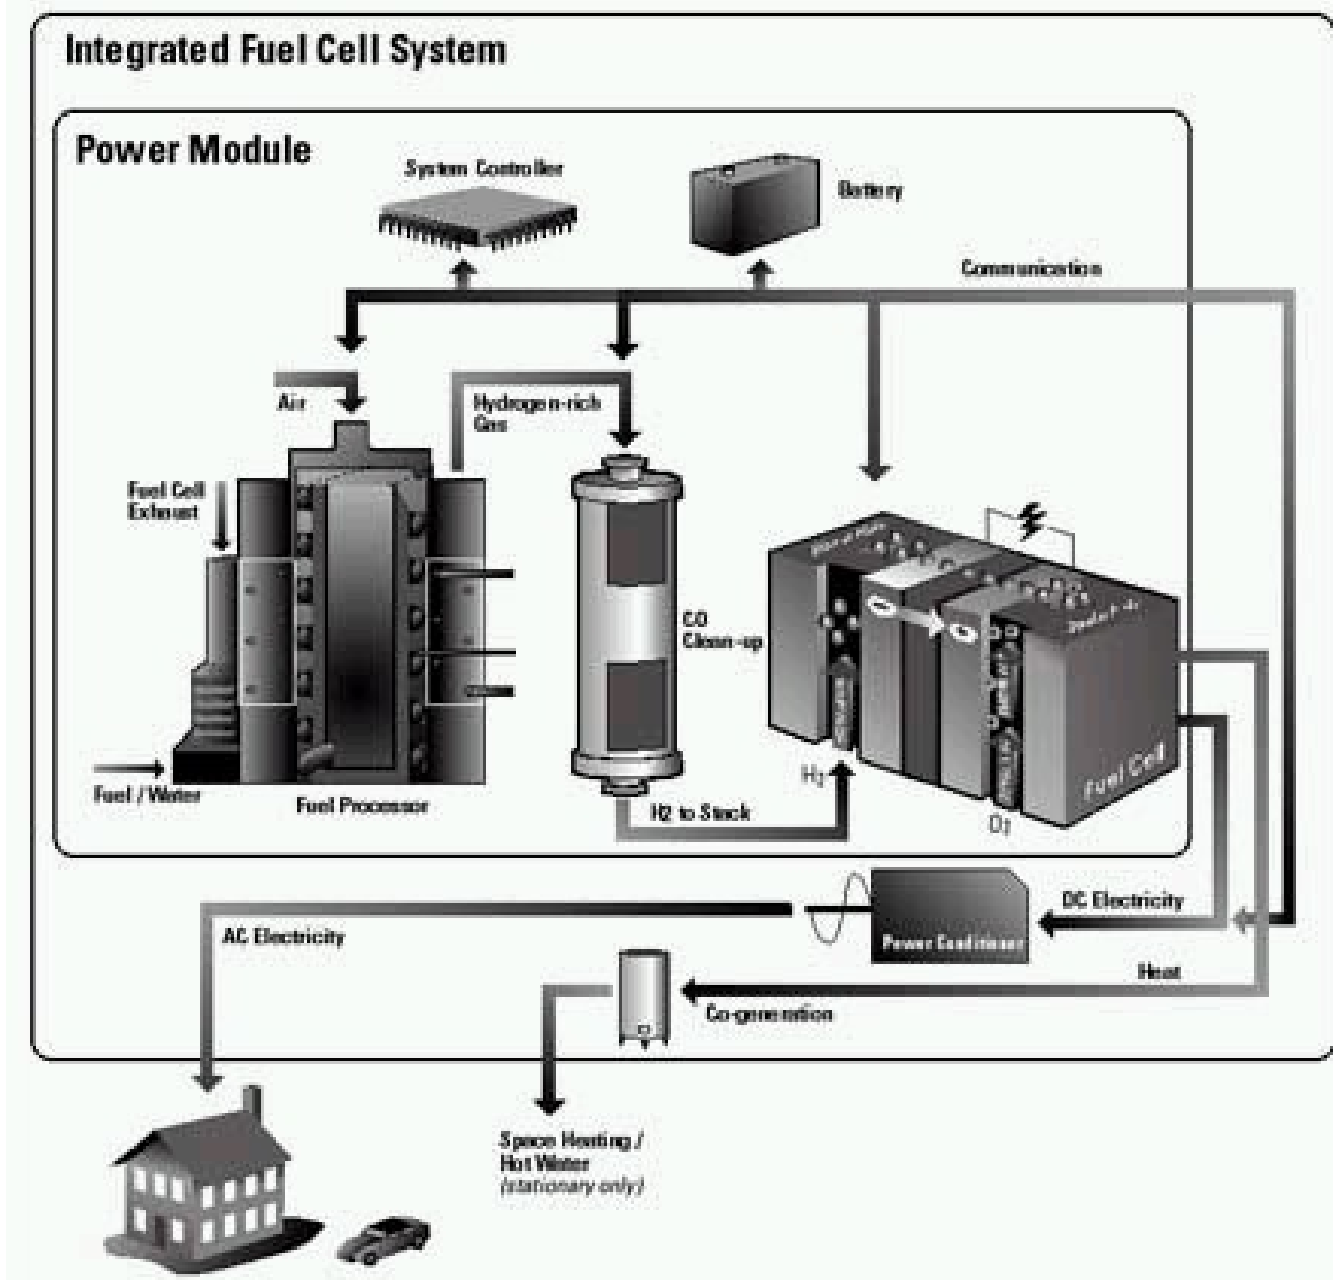 Integrated Fuel Cell System
Power Module
System Controller
Battery
Communication
Air
Hydrogen-rich
Gas
Fuel Cell
Exhaust
CO
Clean-up
Fuel / Water
Fuel Processor
H2 to Stack
H2
O2
Fuel Cell
DC Electricity
Power Conditioner
AC Electricity
Heat
Co-generation
Space Heating /
Hot Water
(stationary only)